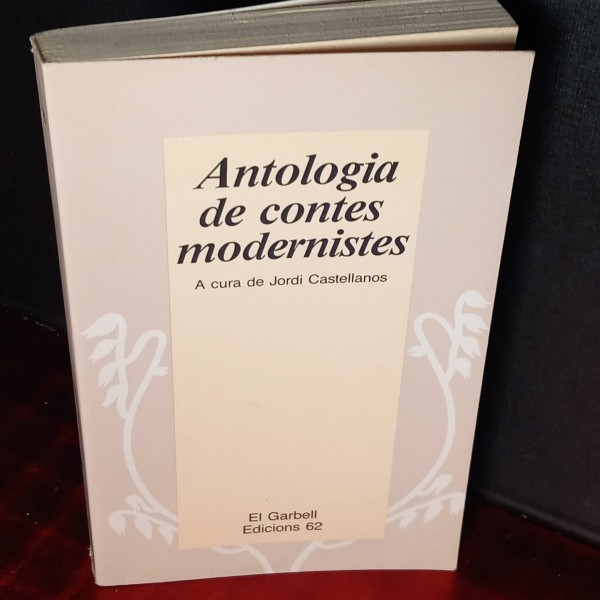 Antologia
de contes
modernistes
A cura de Jordi Castellanos
El Garbell
Edicions 62